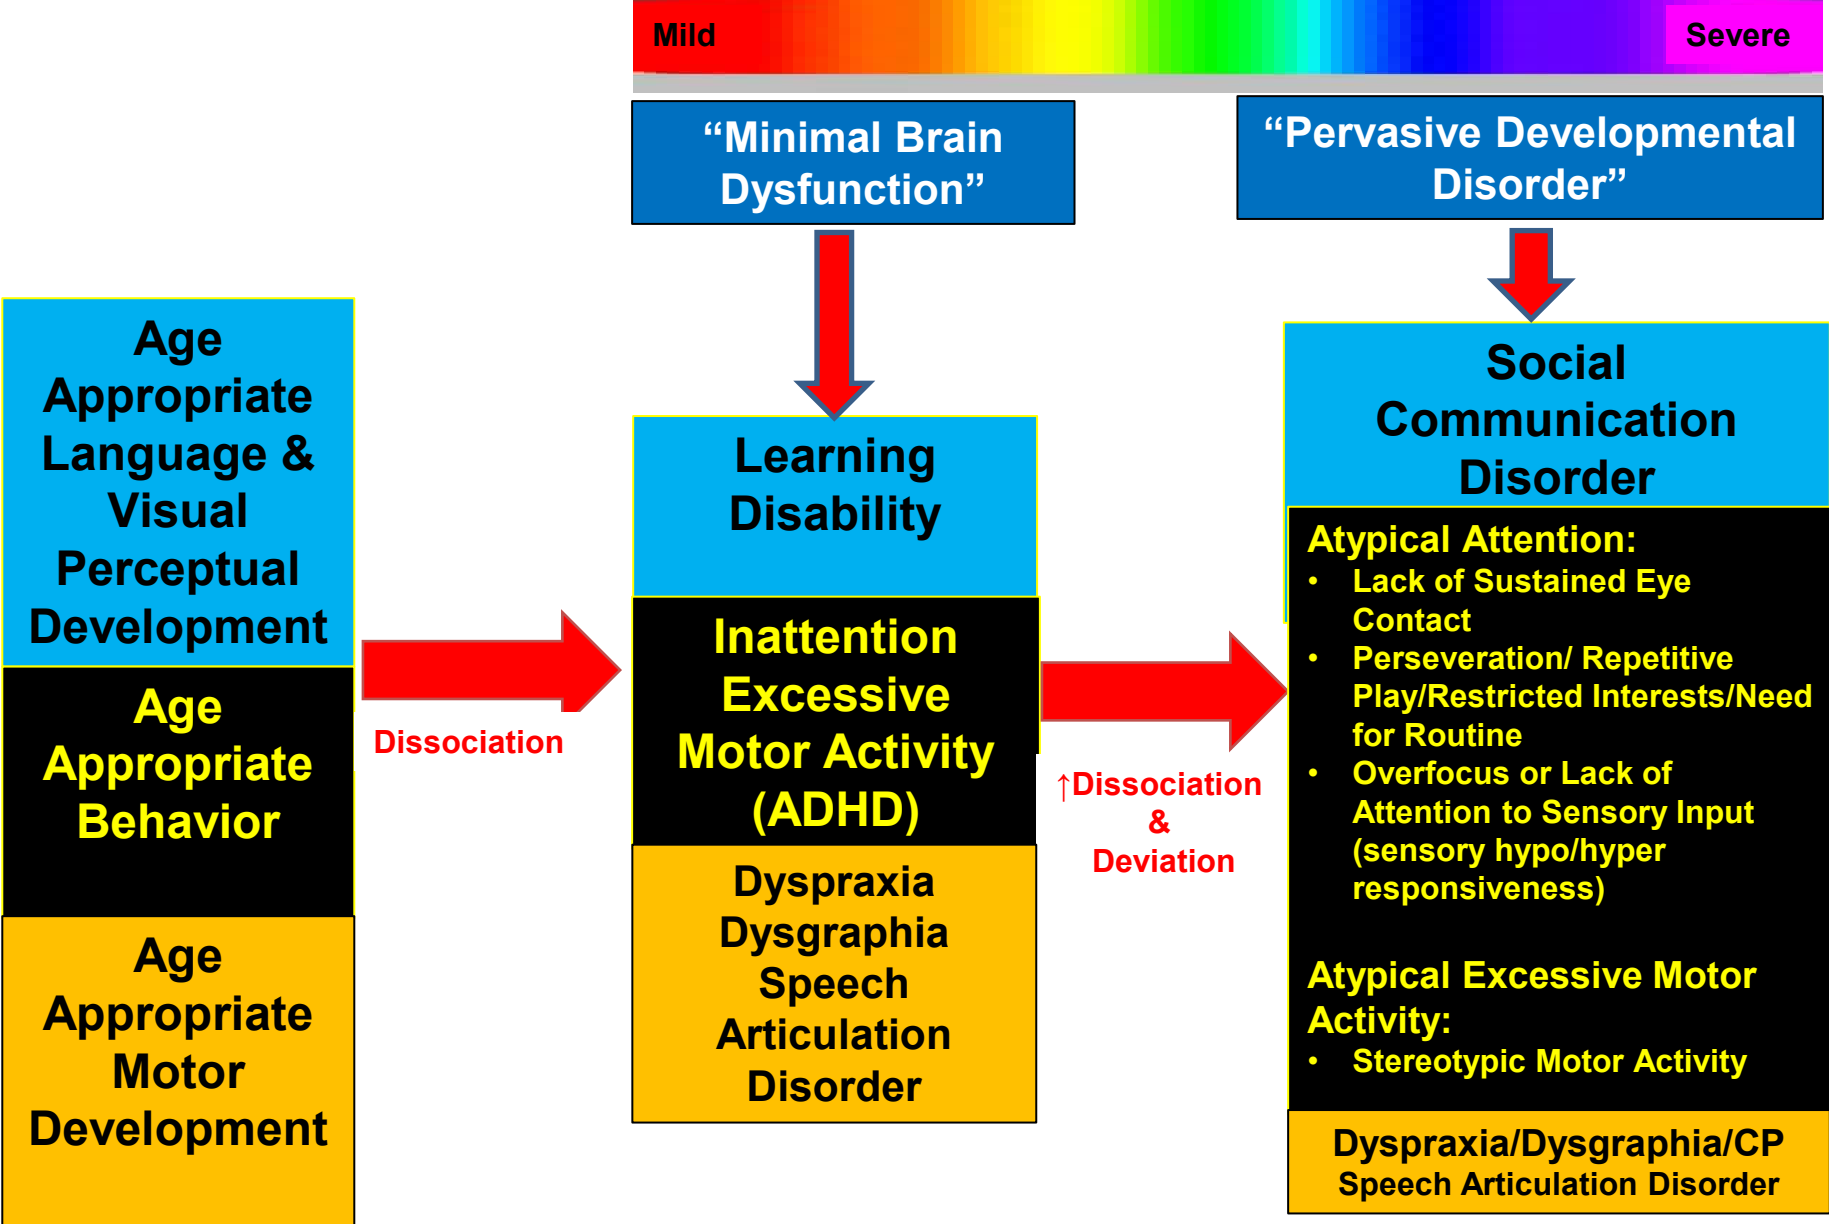 Mild
Severe
“Minimal Brain
Dysfunction”
“Pervasive Developmental
Disorder”
Age
Appropriate
Language &
Visual
Perceptual
Development
Age
Appropriate
Behavior
Age
Appropriate
Motor
Development
Dissociation
Learning
Disability
Inattention
Excessive
Motor Activity
(ADHD)
Dyspraxia
Dysgraphia
Speech
Articulation
Disorder
↑Dissociation
&
Deviation
Social
Communication
Disorder
Atypical Attention:
• Lack of Sustained Eye
Contact
• Perseveration/ Repetitive
Play/Restricted Interests/Need
for Routine
• Overfocus or Lack of
Attention to Sensory Input
(sensory hypo/hyper
responsiveness)
Atypical Excessive Motor
Activity:
• Stereotypic Motor Activity
Dyspraxia/Dysgraphia/CP
Speech Articulation Disorder